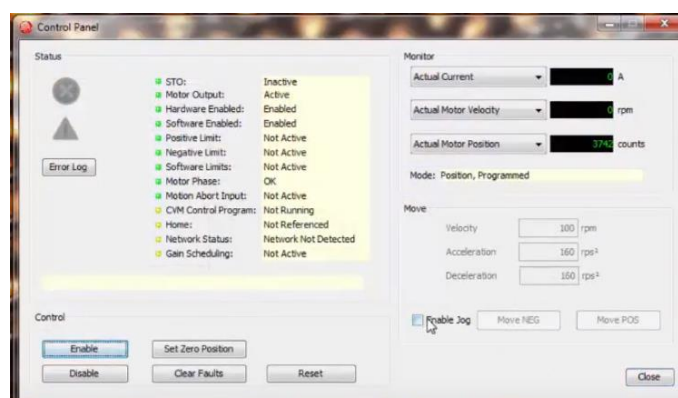 Control Panel
Status
STO: Inactive
Motor Output: Active
Hardware Enabled: Enabled
Software Enabled: Enabled
Positive Limit: Not Active
Negative Limit: Not Active
Software Limits: Not Active
Motor Phase: OK
Motion Abort Input: Not Active
CVM Control Program: Not Running
Home: Not Referenced
Network Status: Network Not Detected
Gain Scheduling: Not Active
Error Log
Control
Enable
Set Zero Position
Disable
Clear Faults
Reset
Monitor
Actual Current 0 A
Actual Motor Velocity 0 rpm
Actual Motor Position 3742 counts
Mode: Position, Programmed
Move
Velocity 100 rpm
Acceleration 160 rps²
Deceleration 160 rps²
Enable Jog
Move NEG
Move POS
Close